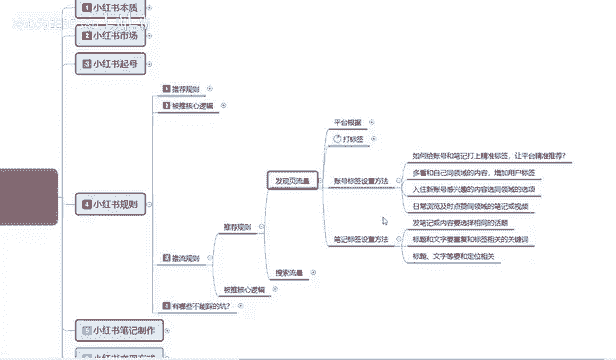 1 小红书本质
2 小红书市场
3 小红书起号
4 小红书规则
推荐规则
被推核心逻辑
推流规则
推荐规则
发现页流量
平台根据
打标签
账号标签设置方法
如何给账号和笔记打上精准标签，让平台精准推荐？
多看和自己同领域的内容，增加用户标签
入住新账号感兴趣的内容选同领域的选项
日常浏览及时点赞同领域的笔记或视频
笔记标签设置方法
发笔记或内容要选择相同的话题
标题和文字要重复和标签相关的关键词
标题、文字等要和定位相关
搜索流量
被推核心逻辑
有哪些不能踩的坑？
小红书笔记制作